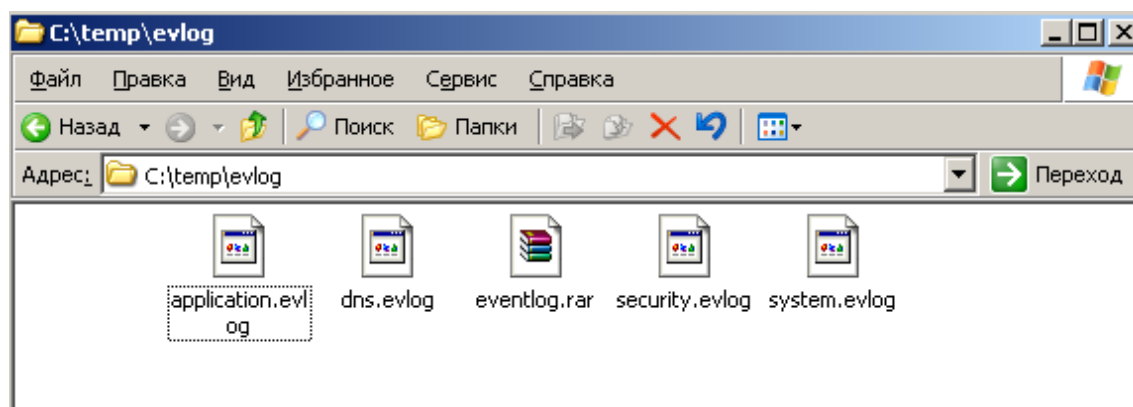 C:\temp\evlog
Файл Правка Вид Избранное Сервис Справка
Назад Поиск Папки
Адрес: C:\temp\evlog Переход
application.evl dns.evlog eventlog.rar security.evlog system.evlog
og